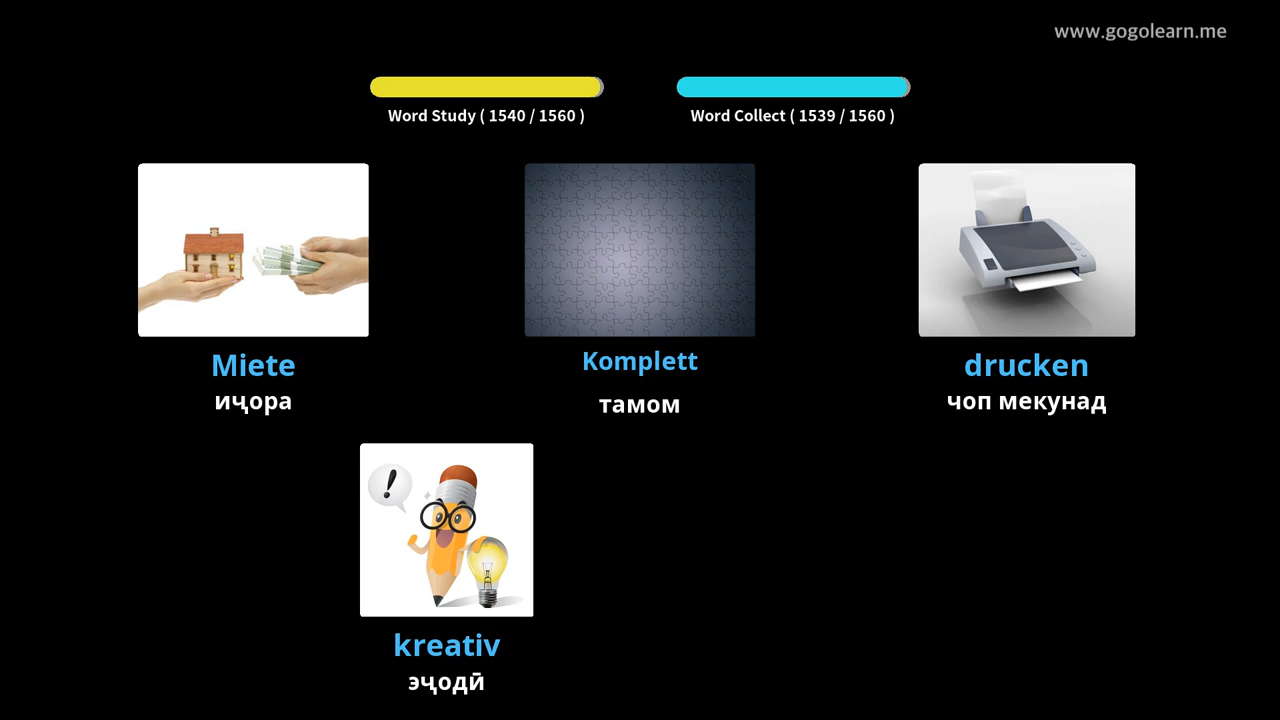 www.gogolearn.me
Word Study ( 1540 / 1560 )
Word Collect ( 1539 / 1560 )
Miete
иҷора
Komplett
тамом
drucken
чоп мекунад
kreativ
эҷодӣ